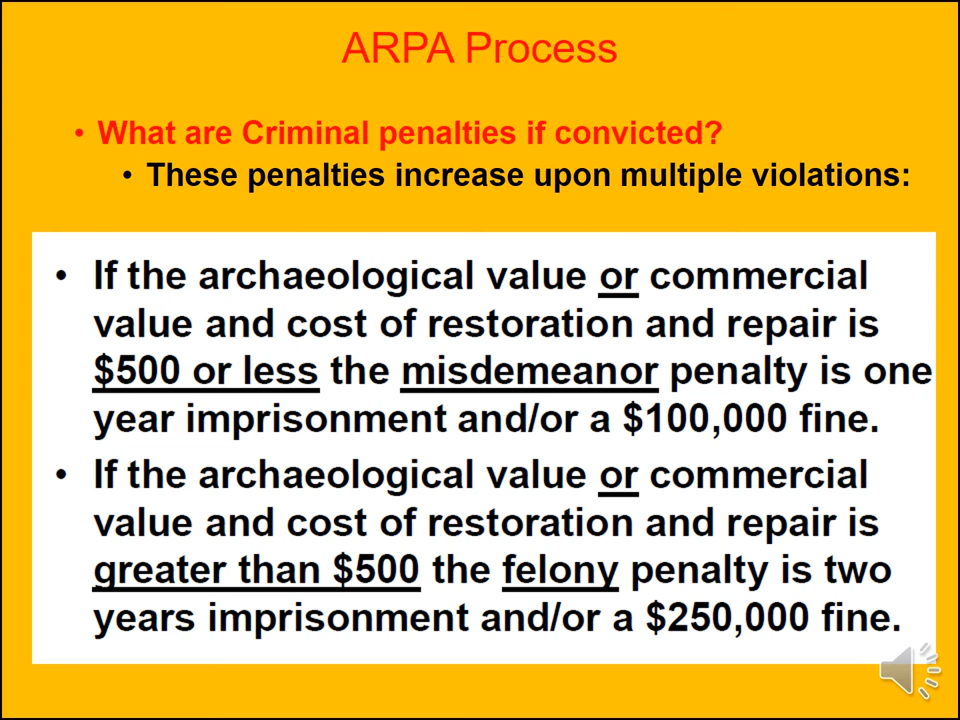 ARPA Process
• What are Criminal penalties if convicted?
• These penalties increase upon multiple violations:
• If the archaeological value or commercial
value and cost of restoration and repair is
$500 or less the misdemeanor penalty is one
year imprisonment and/or a $100,000 fine.
• If the archaeological value or commercial
value and cost of restoration and repair is
greater than $500 the felony penalty is two
years imprisonment and/or a $250,000 fine.